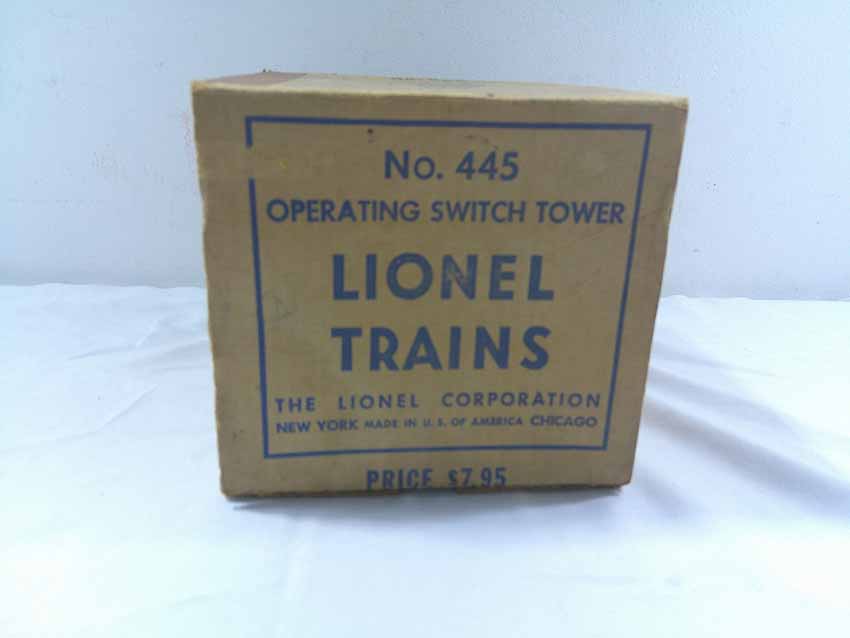 No. 445
OPERATING SWITCH TOWER
LIONEL
TRAINS
THE LIONEL CORPORATION
NEW YORK MADE IN U.S. OF AMERICA CHICAGO
PRICE $7.95